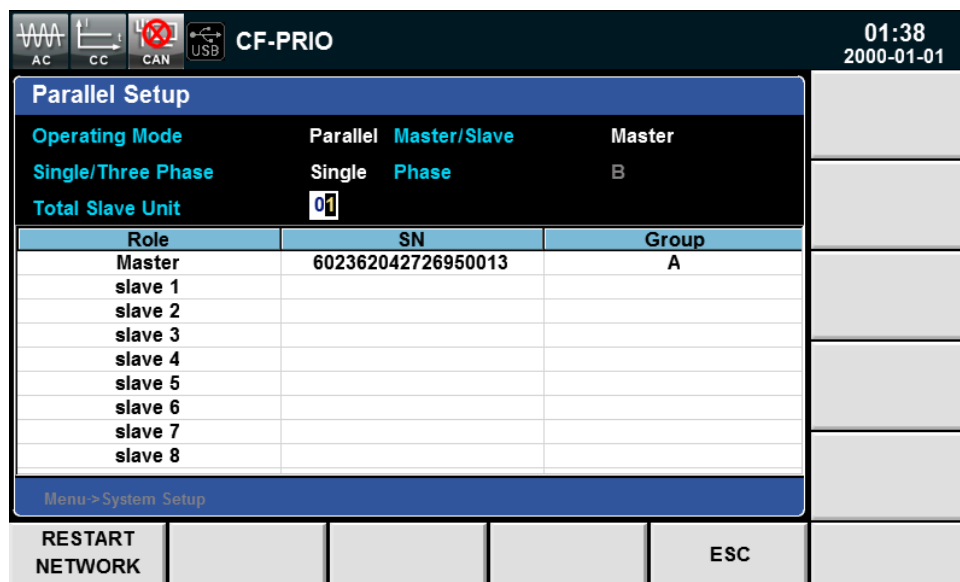 AC CC CAN USB CF-PRIO 01:38
2000-01-01
Parallel Setup
Operating Mode Parallel Master/Slave Master
Single/Three Phase Single Phase B
Total Slave Unit 01
Role SN Group
Master 602362042726950013 A
slave 1
slave 2
slave 3
slave 4
slave 5
slave 6
slave 7
slave 8
Menu->System Setup
RESTART
NETWORK
ESC